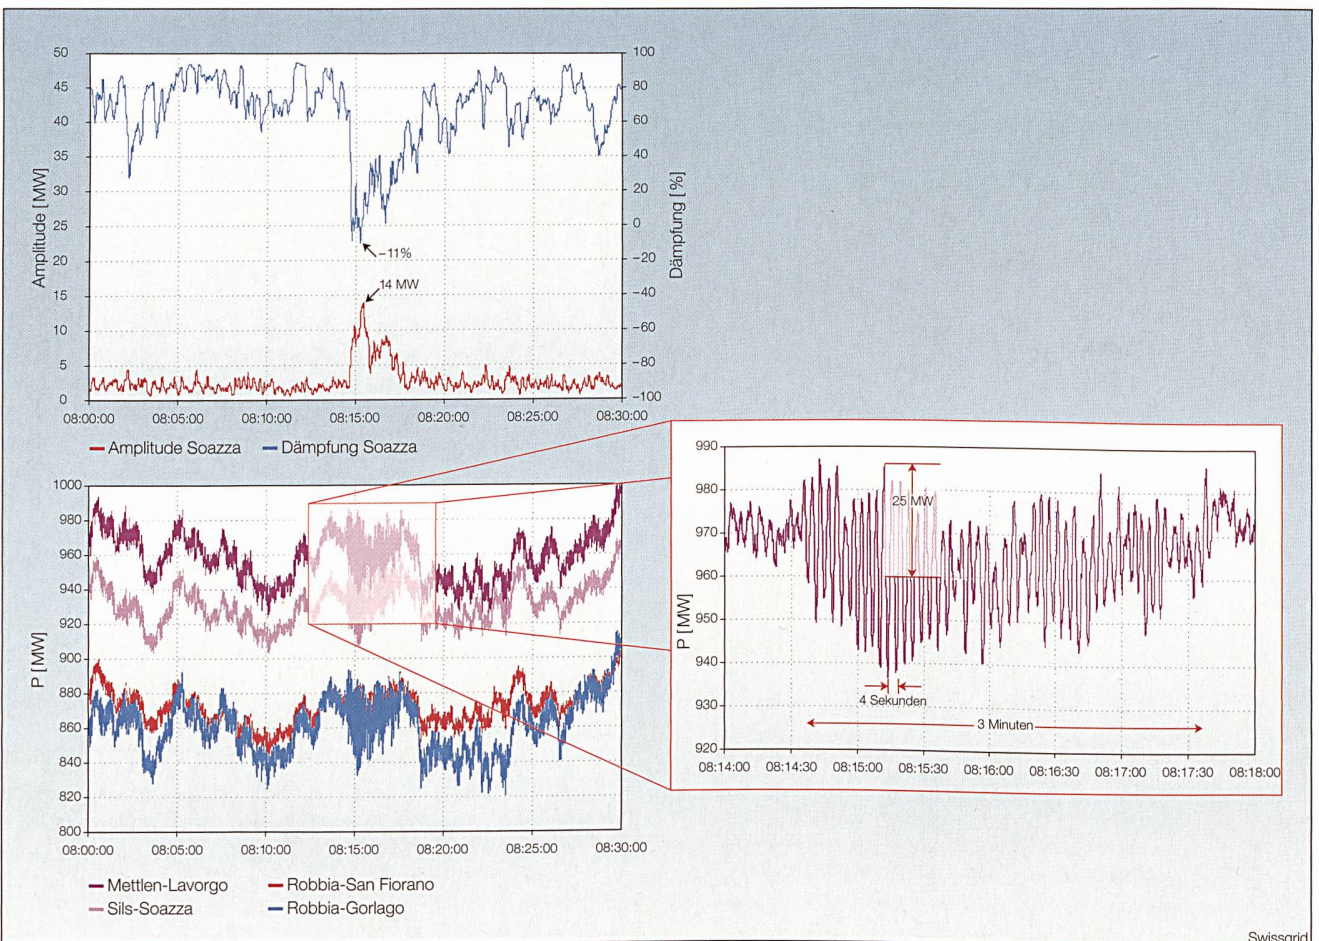 50
45
40
35
30
25
20
15
10
5
0
Amplitude [MW]
100
80
60
40
20
0
–20
–40
–60
–80
–100
Dämpfung [%]
–11%
14 MW
08:00:00 08:05:00 08:10:00 08:15:00 08:20:00 08:25:00 08:30:00
Amplitude Soazza Dämpfung Soazza
1000
980
960
940
920
900
880
860
840
820
800
P [MW]
08:00:00 08:05:00 08:10:00 08:15:00 08:20:00 08:25:00 08:30:00
Mettlen-Lavorgo Robbia-San Fiorano
Sils-Soazza Robbia-Gorlago
990
980
970
960
950
940
930
920
P [MW]
25 MW
4 Sekunden
3 Minuten
08:14:00 08:14:30 08:15:00 08:15:30 08:16:00 08:16:30 08:17:00 08:17:30 08:18:00
Swissgrid